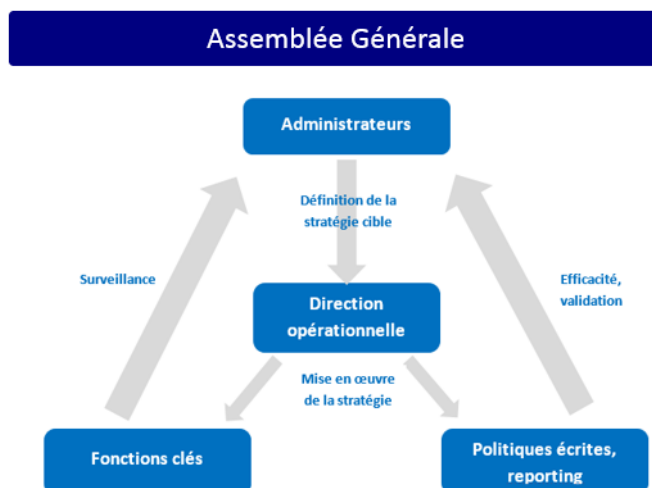 Assemblée Générale
Administrateurs
Définition de la
stratégie cible
Surveillance
Efficacité,
validation
Direction
opérationnelle
Mise en œuvre
de la stratégie
Fonctions clés
Politiques écrites,
reporting